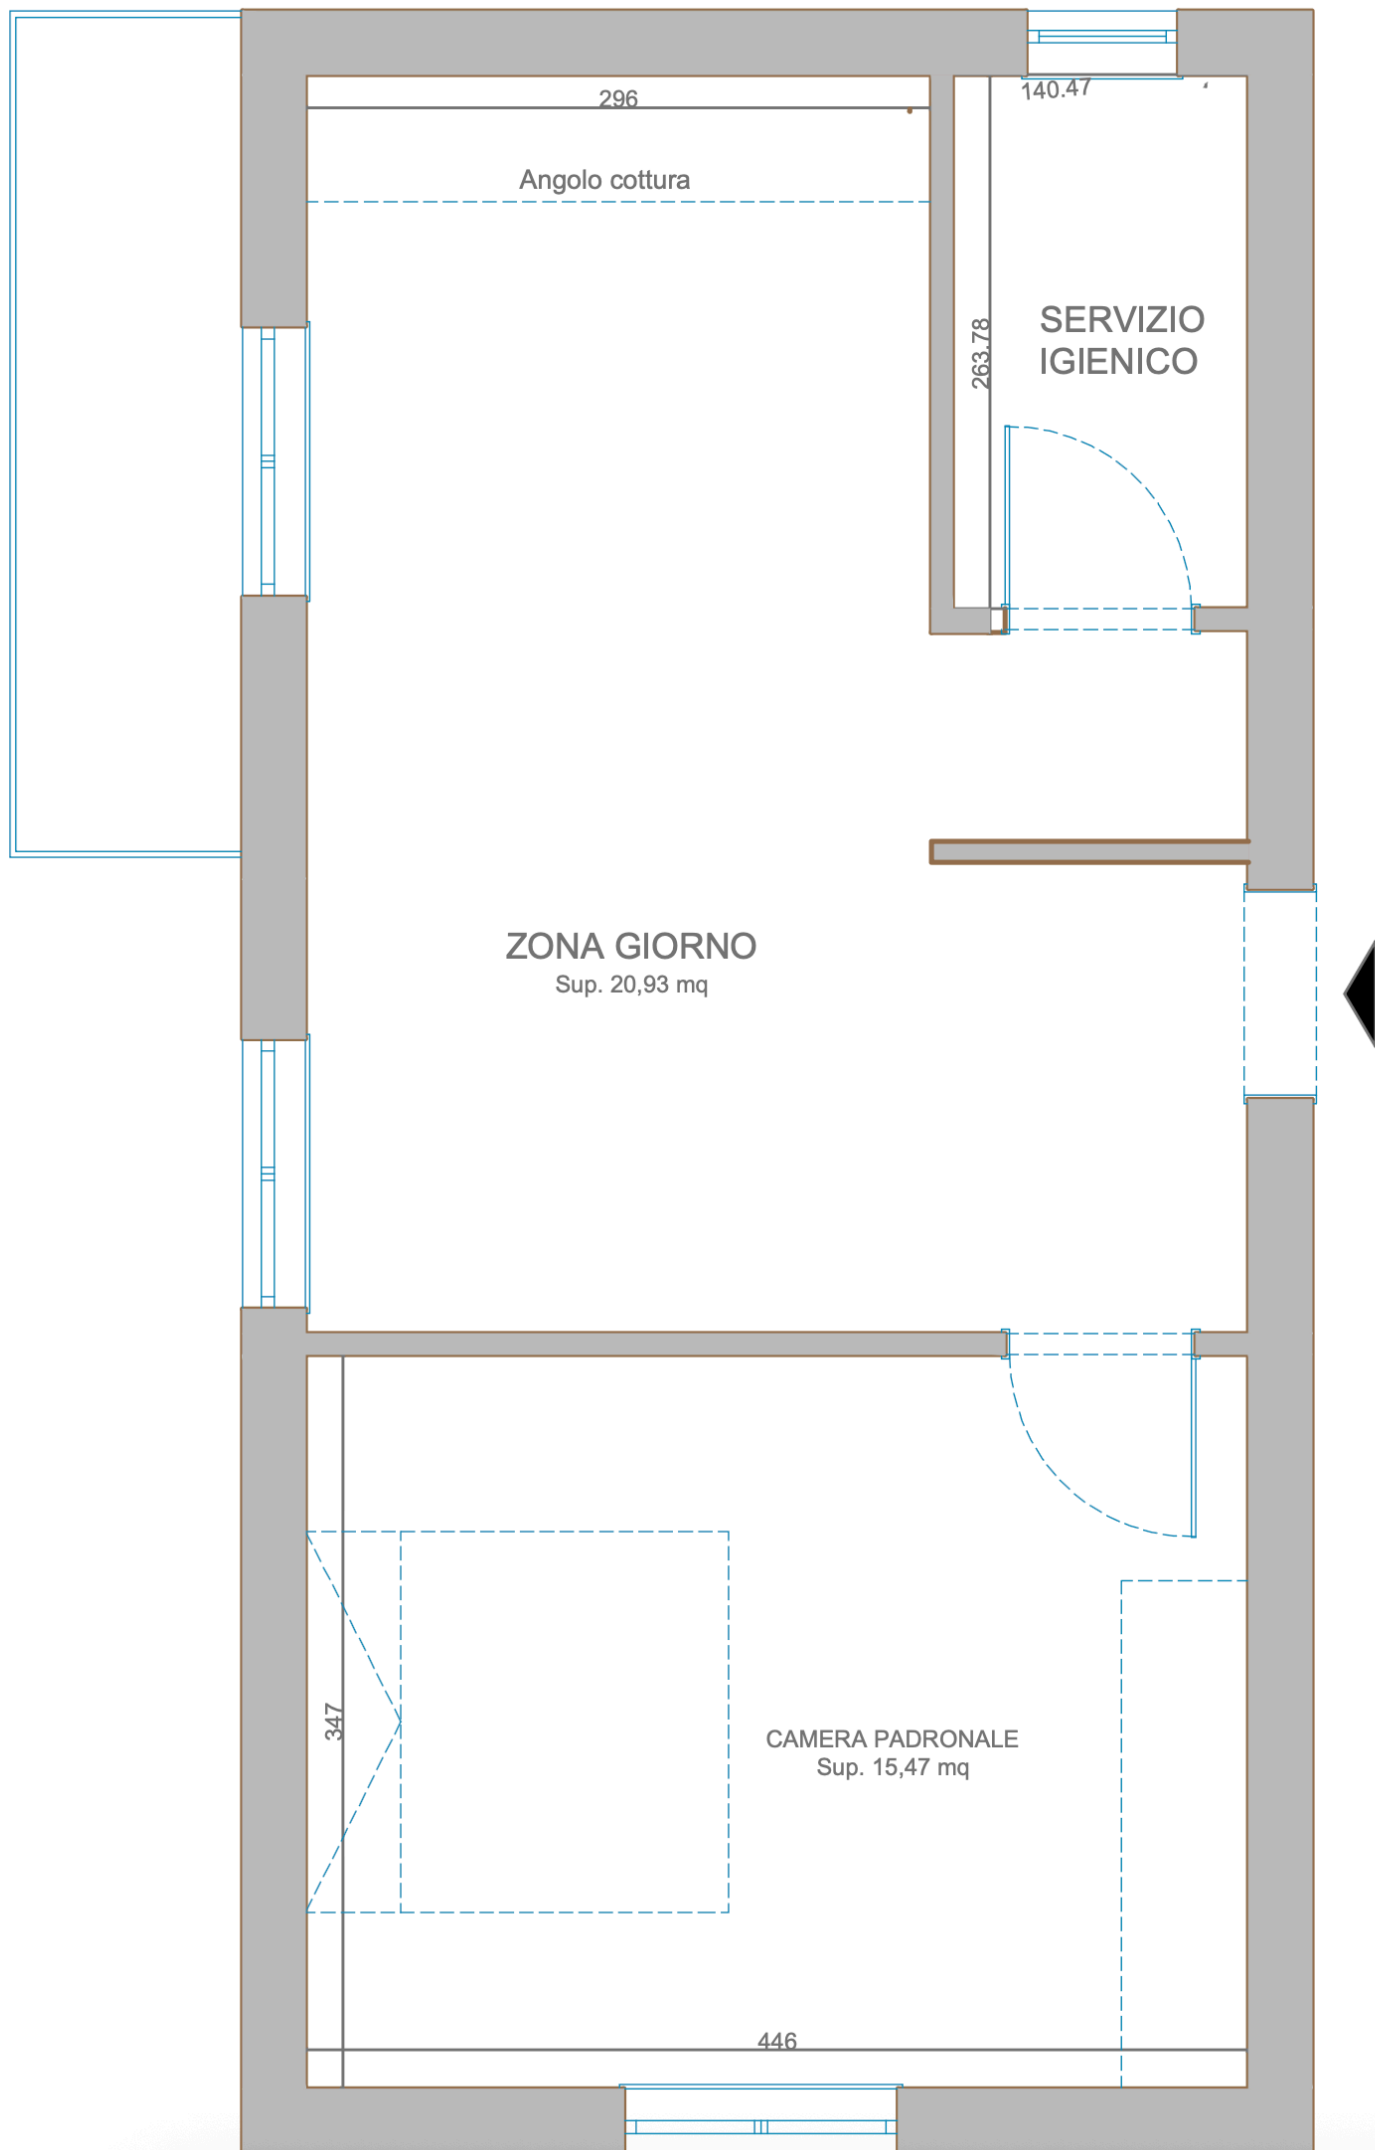 296
140.47
Angolo cottura
263.78
SERVIZIO
IGIENICO
ZONA GIORNO
Sup. 20,93 mq
347
CAMERA PADRONALE
Sup. 15,47 mq
446